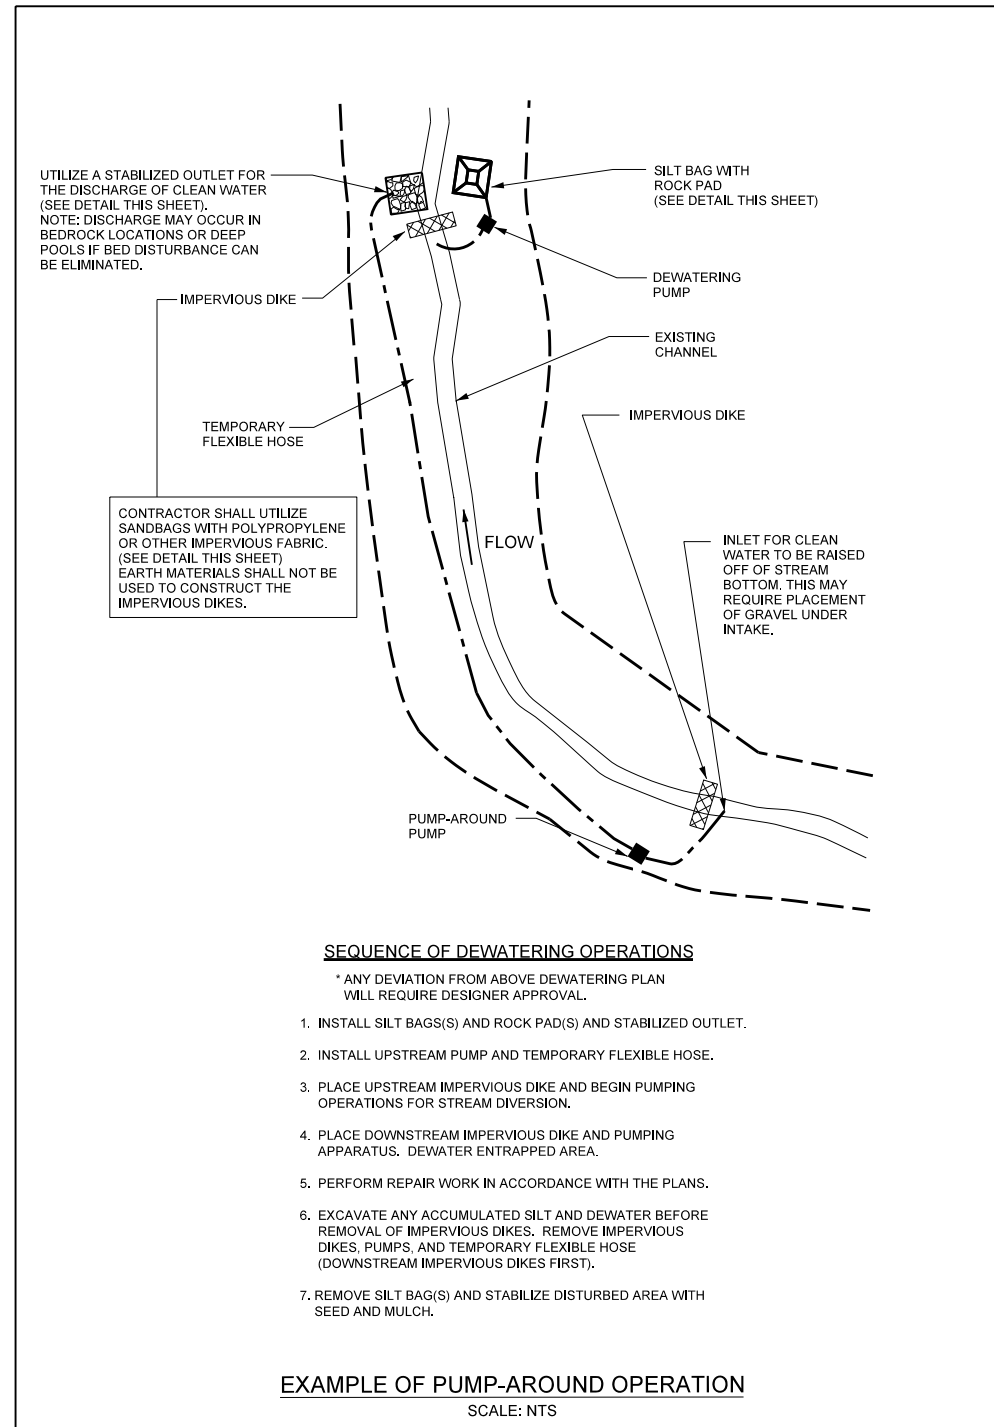 UTILIZE A STABILIZED OUTLET FOR
THE DISCHARGE OF CLEAN WATER
(SEE DETAIL THIS SHEET).
NOTE: DISCHARGE MAY OCCUR IN
BEDROCK LOCATIONS OR DEEP
POOLS IF BED DISTURBANCE CAN
BE ELIMINATED.
SILT BAG WITH
ROCK PAD
(SEE DETAIL THIS SHEET)
DEWATERING
PUMP
IMPERVIOUS DIKE
EXISTING
CHANNEL
IMPERVIOUS DIKE
TEMPORARY
FLEXIBLE HOSE
CONTRACTOR SHALL UTILIZE
SANDBAGS WITH POLYPROPYLENE
OR OTHER IMPERVIOUS FABRIC.
(SEE DETAIL THIS SHEET)
EARTH MATERIALS SHALL NOT BE
USED TO CONSTRUCT THE
IMPERVIOUS DIKES.
FLOW
INLET FOR CLEAN
WATER TO BE RAISED
OFF OF STREAM
BOTTOM. THIS MAY
REQUIRE PLACEMENT
OF GRAVEL UNDER
INTAKE.
PUMP-AROUND
PUMP
SEQUENCE OF DEWATERING OPERATIONS
* ANY DEVIATION FROM ABOVE DEWATERING PLAN
WILL REQUIRE DESIGNER APPROVAL.
1. INSTALL SILT BAGS(S) AND ROCK PAD(S) AND STABILIZED OUTLET.
2. INSTALL UPSTREAM PUMP AND TEMPORARY FLEXIBLE HOSE.
3. PLACE UPSTREAM IMPERVIOUS DIKE AND BEGIN PUMPING
OPERATIONS FOR STREAM DIVERSION.
4. PLACE DOWNSTREAM IMPERVIOUS DIKE AND PUMPING
APPARATUS. DEWATER ENTRAPPED AREA.
5. PERFORM REPAIR WORK IN ACCORDANCE WITH THE PLANS.
6. EXCAVATE ANY ACCUMULATED SILT AND DEWATER BEFORE
REMOVAL OF IMPERVIOUS DIKES. REMOVE IMPERVIOUS
DIKES, PUMPS, AND TEMPORARY FLEXIBLE HOSE
(DOWNSTREAM IMPERVIOUS DIKES FIRST).
7. REMOVE SILT BAG(S) AND STABILIZE DISTURBED AREA WITH
SEED AND MULCH.
EXAMPLE OF PUMP-AROUND OPERATION
SCALE: NTS